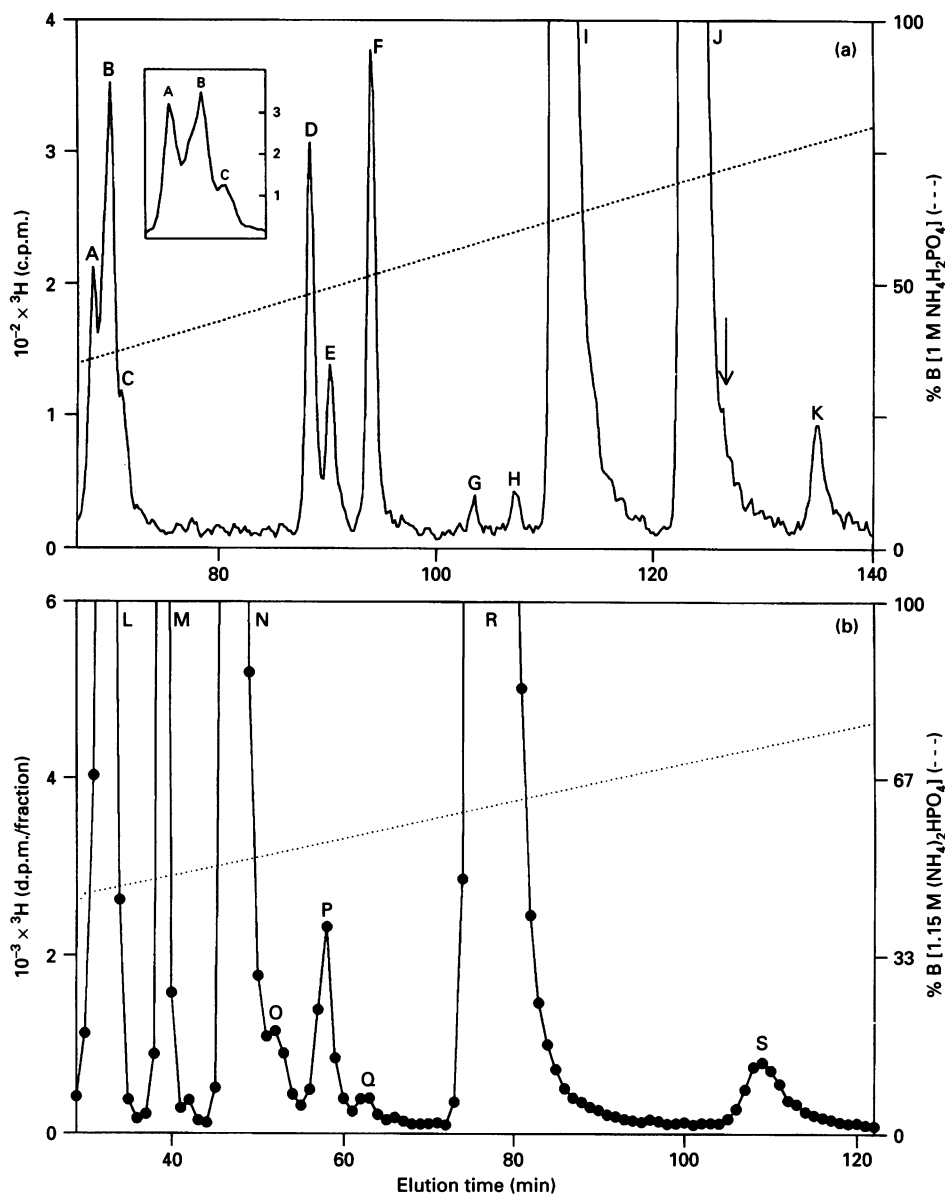 4
3
2
1
0
10⁻² × ³H (c.p.m.)
A
B
C
D
E
F
G
H
I
J
K
(a)
A
B
C
3
2
1
100
50
0
% B [1 M NH₄H₂PO₄] (- - -)
80
100
120
140
6
4
2
0
10⁻³ × ³H (d.p.m./fraction)
L
M
N
O
P
Q
R
S
(b)
100
67
33
0
% B [1.15 M (NH₄)₂HPO₄] (- - -)
40
60
80
100
120
Elution time (min)